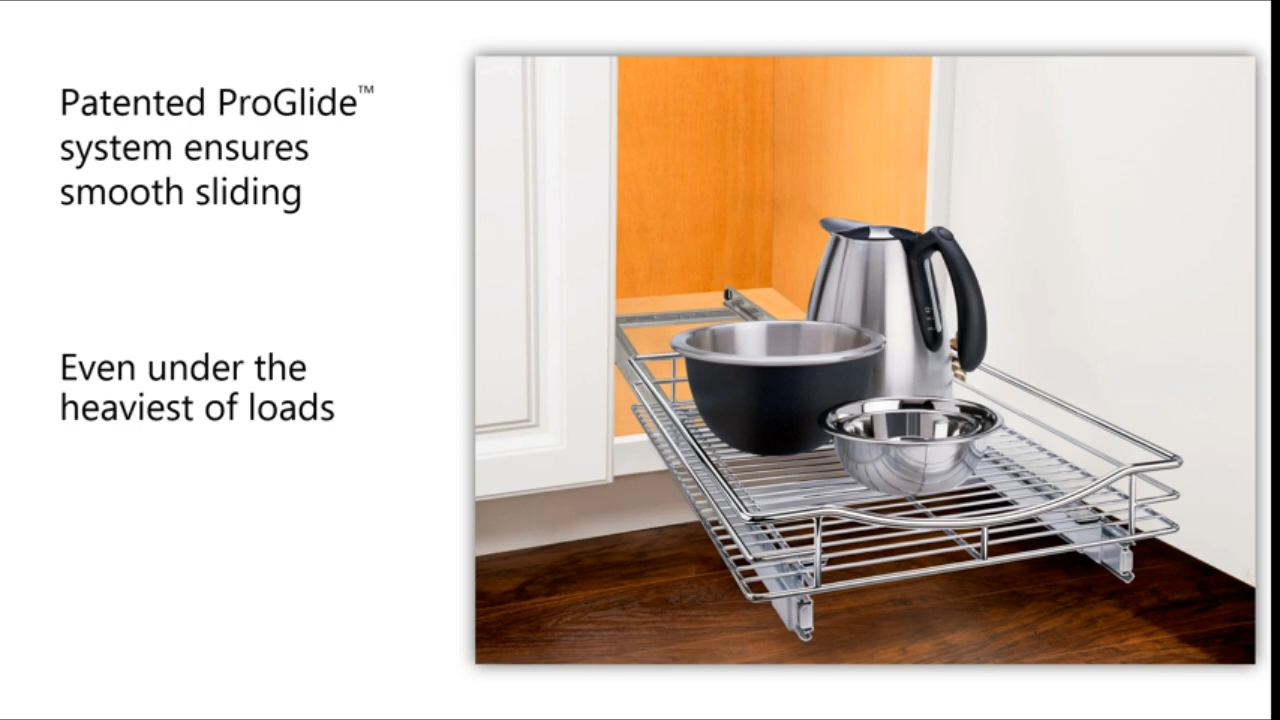 Patented ProGlide™
system ensures
smooth sliding
Even under the
heaviest of loads